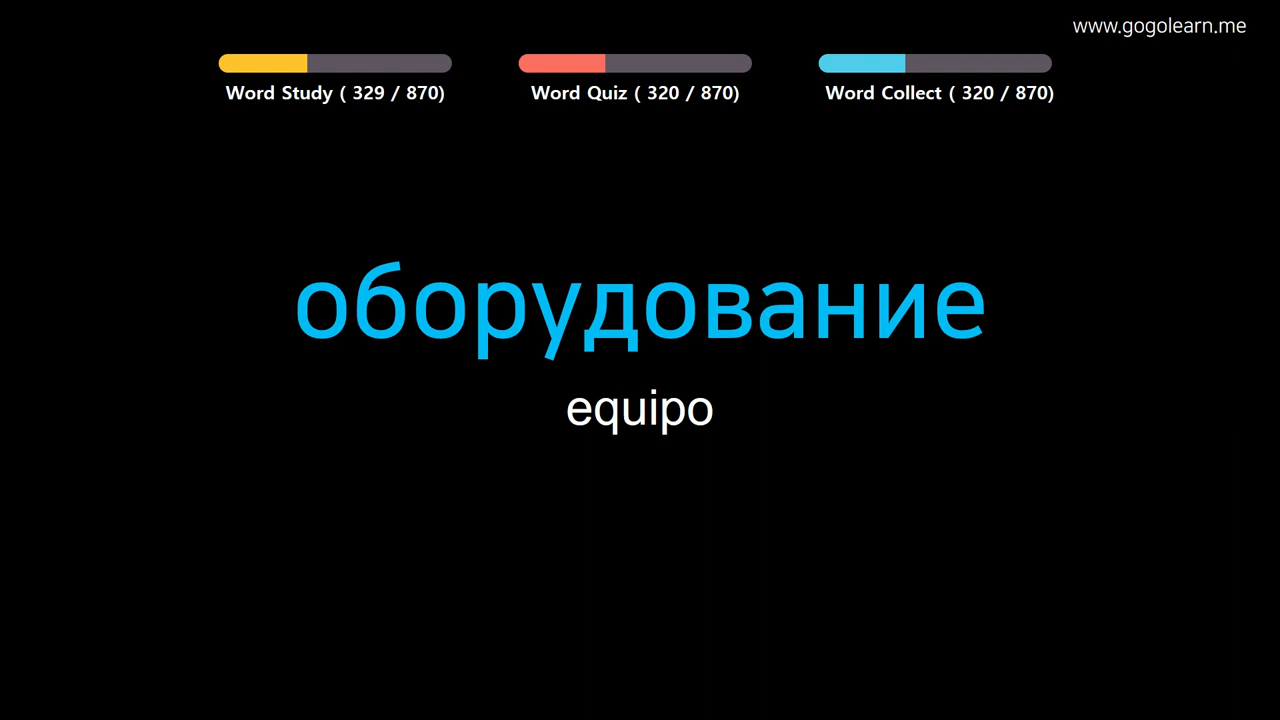 www.gogolearn.me
Word Study ( 329 / 870)
Word Quiz ( 320 / 870)
Word Collect ( 320 / 870)
оборудование
equipo